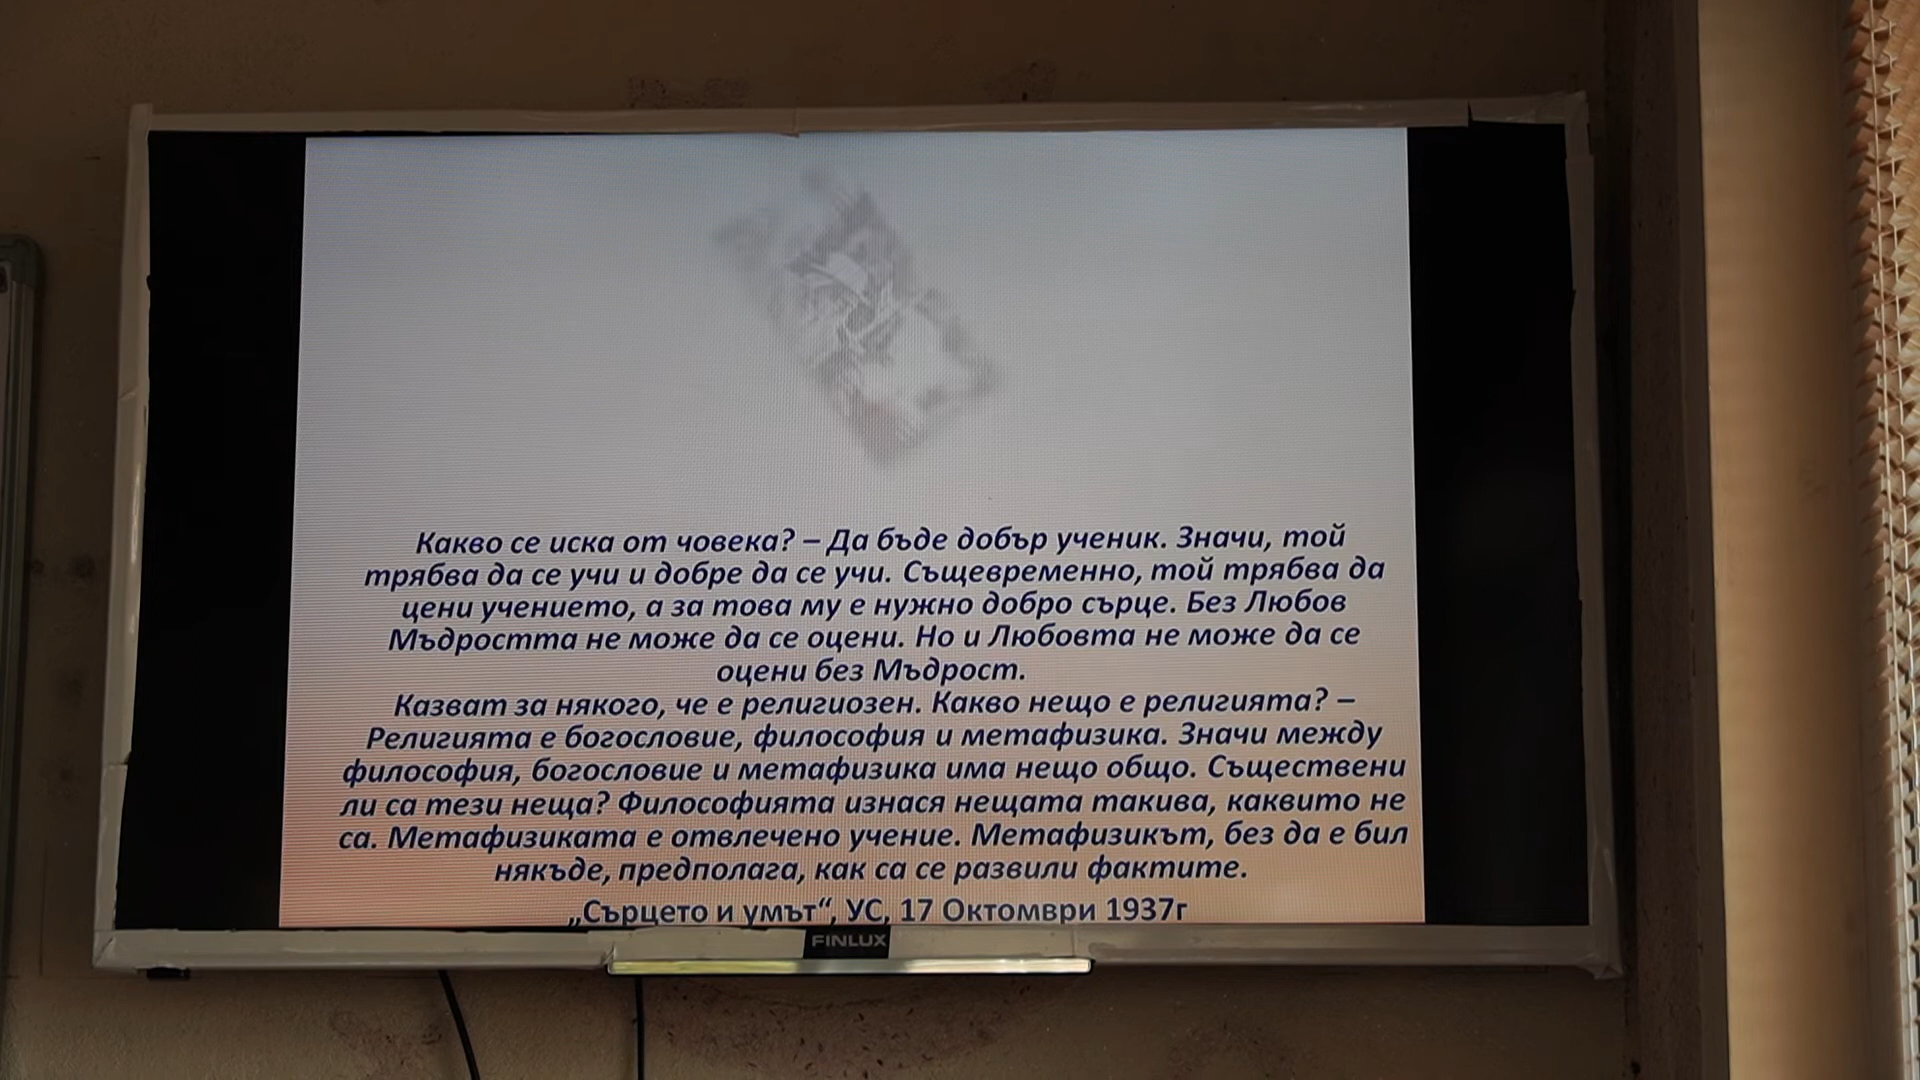 Какво се иска от човека? – Да бъде добър ученик. Значи, той
трябва да се учи и добре да се учи. Същевременно, той трябва да
цени учението, а за това му е нужно добро сърце. Без Любов
Мъдростта не може да се оцени. Но и Любовта не може да се
оцени без Мъдрост.
Казват за някого, че е религиозен. Какво нещо е религията? –
Религията е богословие, философия и метафизика. Значи между
философия, богословие и метафизика има нещо общо. Съществени
ли са тези неща? Философията изнася нещата такива, каквито не
са. Метафизиката е отвлечено учение. Метафизикът, без да е бил
някъде, предполага, как са се развили фактите.
„Сърцето и умът“, УС, 17 Октомври 1937г
FINLUX